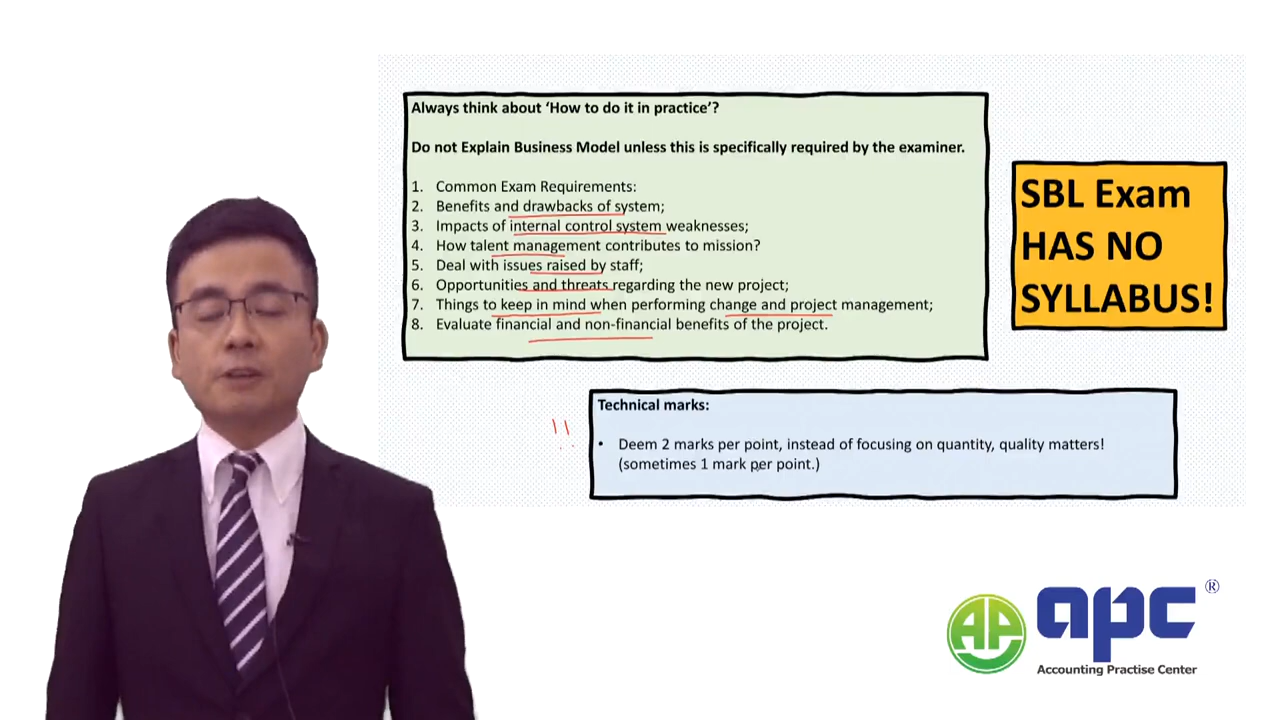 Always think about ‘How to do it in practice’?
Do not Explain Business Model unless this is specifically required by the examiner.
1. Common Exam Requirements:
2. Benefits and drawbacks of system;
3. Impacts of internal control system weaknesses;
4. How talent management contributes to mission?
5. Deal with issues raised by staff;
6. Opportunities and threats regarding the new project;
7. Things to keep in mind when performing change and project management;
8. Evaluate financial and non-financial benefits of the project.
SBL Exam
HAS NO
SYLLABUS!
!!
Technical marks:
• Deem 2 marks per point, instead of focusing on quantity, quality matters!
(sometimes 1 mark per point.)
AP
apc®
Accounting Practise Center